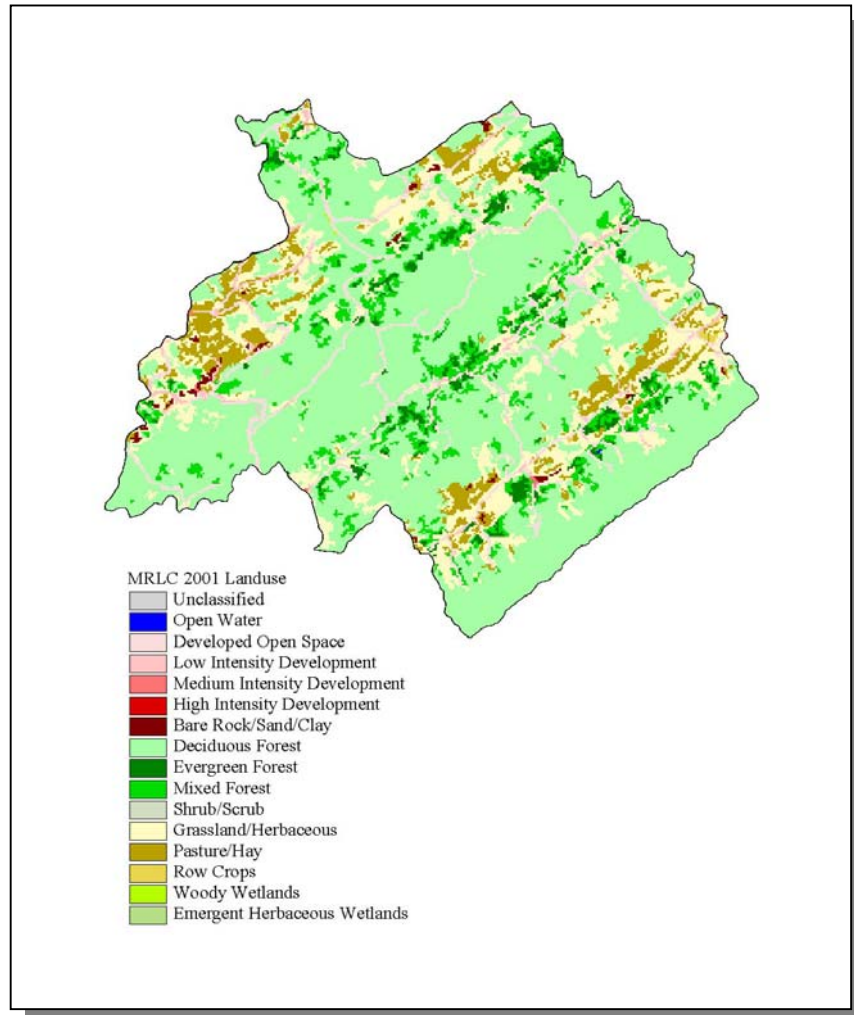 MRLC 2001 Landuse
Unclassified
Open Water
Developed Open Space
Low Intensity Development
Medium Intensity Development
High Intensity Development
Bare Rock/Sand/Clay
Deciduous Forest
Evergreen Forest
Mixed Forest
Shrub/Scrub
Grassland/Herbaceous
Pasture/Hay
Row Crops
Woody Wetlands
Emergent Herbaceous Wetlands